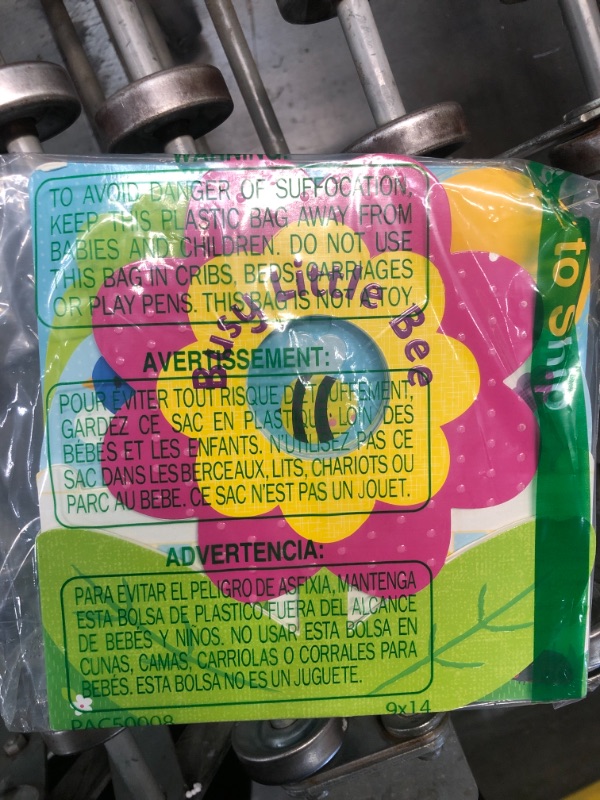 WARNING:
TO AVOID DANGER OF SUFFOCATION,
KEEP THIS PLASTIC BAG AWAY FROM
BABIES AND CHILDREN. DO NOT USE
THIS BAG IN CRIBS, BEDS, CARRIAGES
OR PLAY PENS. THIS BAG IS NOT A TOY.
Busy Little Bee
to Ship
AVERTISSEMENT:
POUR ÉVITER TOUT RISQUE D'ÉTOUFFEMENT,
GARDEZ CE SAC EN PLASTIQUE LOIN DES
BÉBÉS ET LES ENFANTS. N'UTILISEZ PAS CE
SAC DANS LES BERCEAUX, LITS, CHARIOTS OU
PARC AU BEBE. CE SAC N'EST PAS UN JOUET.
ADVERTENCIA:
PARA EVITAR EL PELIGRO DE ASFIXIA, MANTENGA
ESTA BOLSA DE PLASTICO FUERA DEL ALCANCE
DE BEBÉS Y NIÑOS. NO USAR ESTA BOLSA EN
CUNAS, CAMAS, CARRIOLAS O CORRALES PARA
BEBÉS. ESTA BOLSA NO ES UN JUGUETE.
PAC50008 9x14